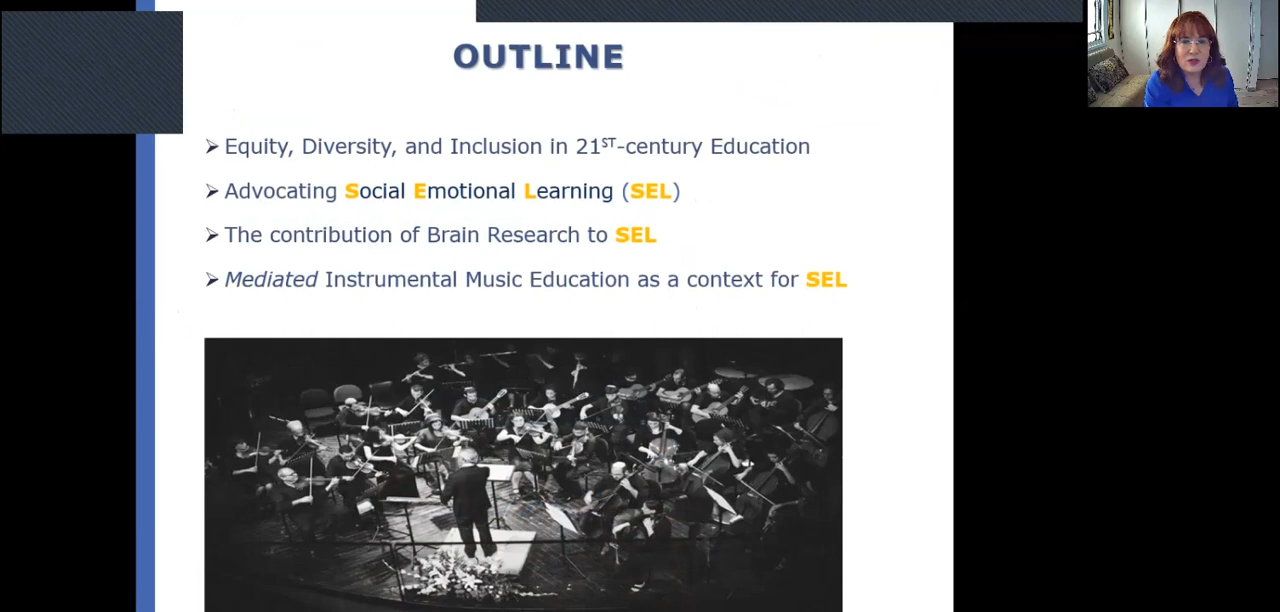 OUTLINE
➢ Equity, Diversity, and Inclusion in 21ST-century Education
➢ Advocating Social Emotional Learning (SEL)
➢ The contribution of Brain Research to SEL
➢ Mediated Instrumental Music Education as a context for SEL